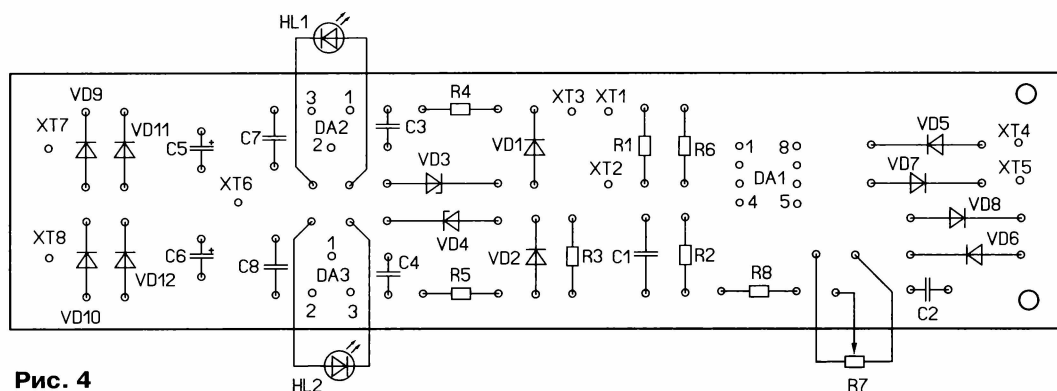 HL1
VD9
XT7
VD11
C5
+
C7
3
1
DA2
2
C3
R4
XT3
XT1
VD1
R1
R6
1
8
DA1
4
5
VD5
XT4
VD7
XT5
XT6
VD3
XT2
VD8
VD4
XT8
C6
+
C8
1
DA3
2
3
C4
R5
VD2
R3
C1
R2
R8
VD6
C2
VD12
VD10
Рис. 4
HL2
R7